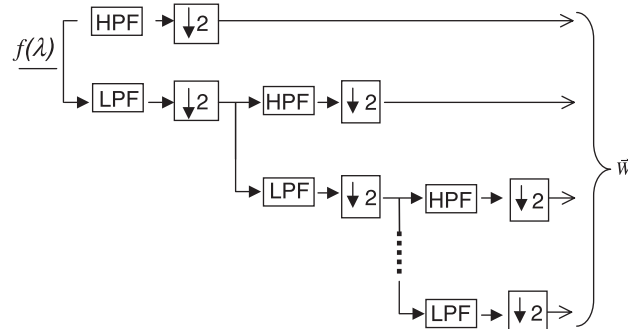 HPF ↓2
f(λ)
LPF ↓2 HPF ↓2
w⃗
LPF ↓2 HPF ↓2
LPF ↓2